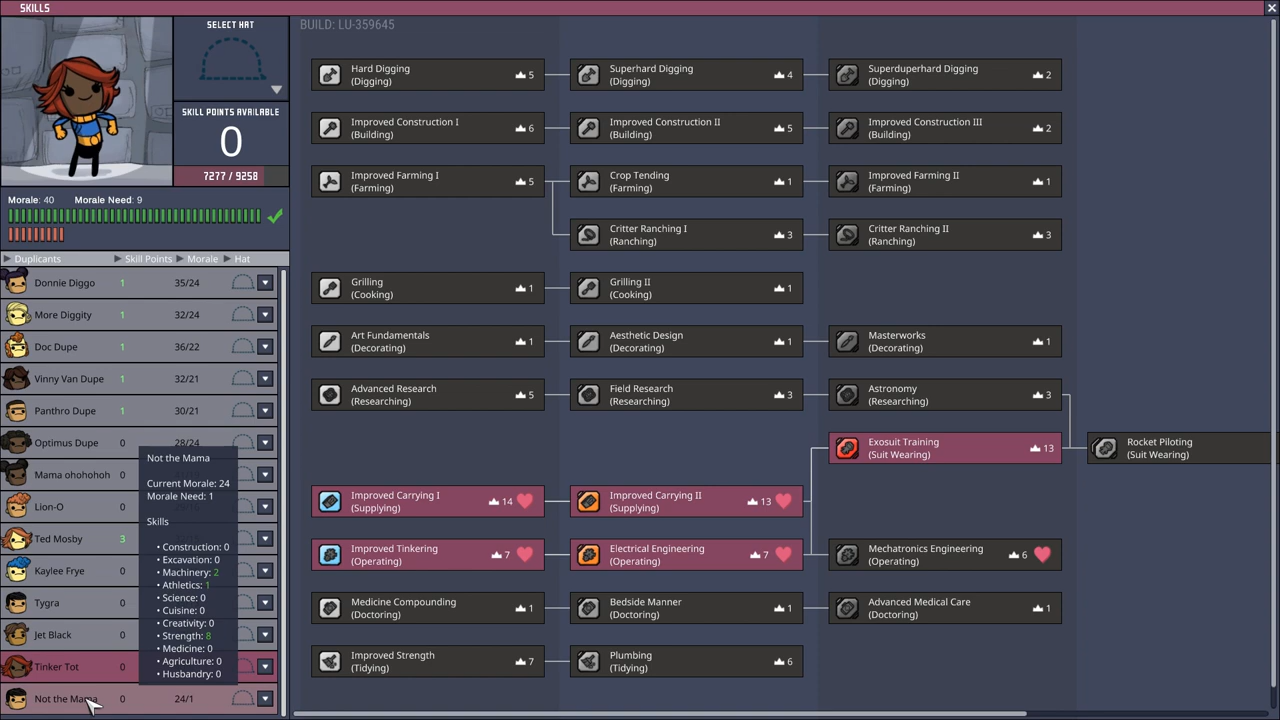 SKILLS
SELECT HAT
SKILL POINTS AVAILABLE
0
7277 / 9258
Morale: 40 Morale Need: 9
Duplicants Skill Points Morale Hat
Donnie Diggo 1 35/24
More Diggity 1 32/24
Doc Dupe 1 36/22
Vinny Van Dupe 1 32/21
Panthro Dupe 1 30/21
Optimus Dupe 0 28/24
Mama ohohohoh 0
Lion-O 0
Ted Mosby 3
Kaylee Frye 0
Tygra 0
Jet Black 0
Tinker Tot 0
Not the Mama 0 24/1
Not the Mama
Current Morale: 24
Morale Need: 1
Skills
• Construction: 0
• Excavation: 0
• Machinery: 2
• Athletics: 1
• Science: 0
• Cuisine: 0
• Creativity: 0
• Strength: 8
• Medicine: 0
• Agriculture: 0
• Husbandry: 0
BUILD: LU-359645
Hard Digging
(Digging)
5
Superhard Digging
(Digging)
4
Superduperhard Digging
(Digging)
2
Improved Construction I
(Building)
6
Improved Construction II
(Building)
5
Improved Construction III
(Building)
2
Improved Farming I
(Farming)
5
Crop Tending
(Farming)
1
Improved Farming II
(Farming)
1
Critter Ranching I
(Ranching)
3
Critter Ranching II
(Ranching)
3
Grilling
(Cooking)
1
Grilling II
(Cooking)
1
Art Fundamentals
(Decorating)
1
Aesthetic Design
(Decorating)
1
Masterworks
(Decorating)
1
Advanced Research
(Researching)
5
Field Research
(Researching)
3
Astronomy
(Researching)
3
Exosuit Training
(Suit Wearing)
13
Rocket Piloting
(Suit Wearing)
Improved Carrying I
(Supplying)
14
Improved Carrying II
(Supplying)
13
Improved Tinkering
(Operating)
7
Electrical Engineering
(Operating)
7
Mechatronics Engineering
(Operating)
6
Medicine Compounding
(Doctoring)
1
Bedside Manner
(Doctoring)
1
Advanced Medical Care
(Doctoring)
1
Improved Strength
(Tidying)
7
Plumbing
(Tidying)
6